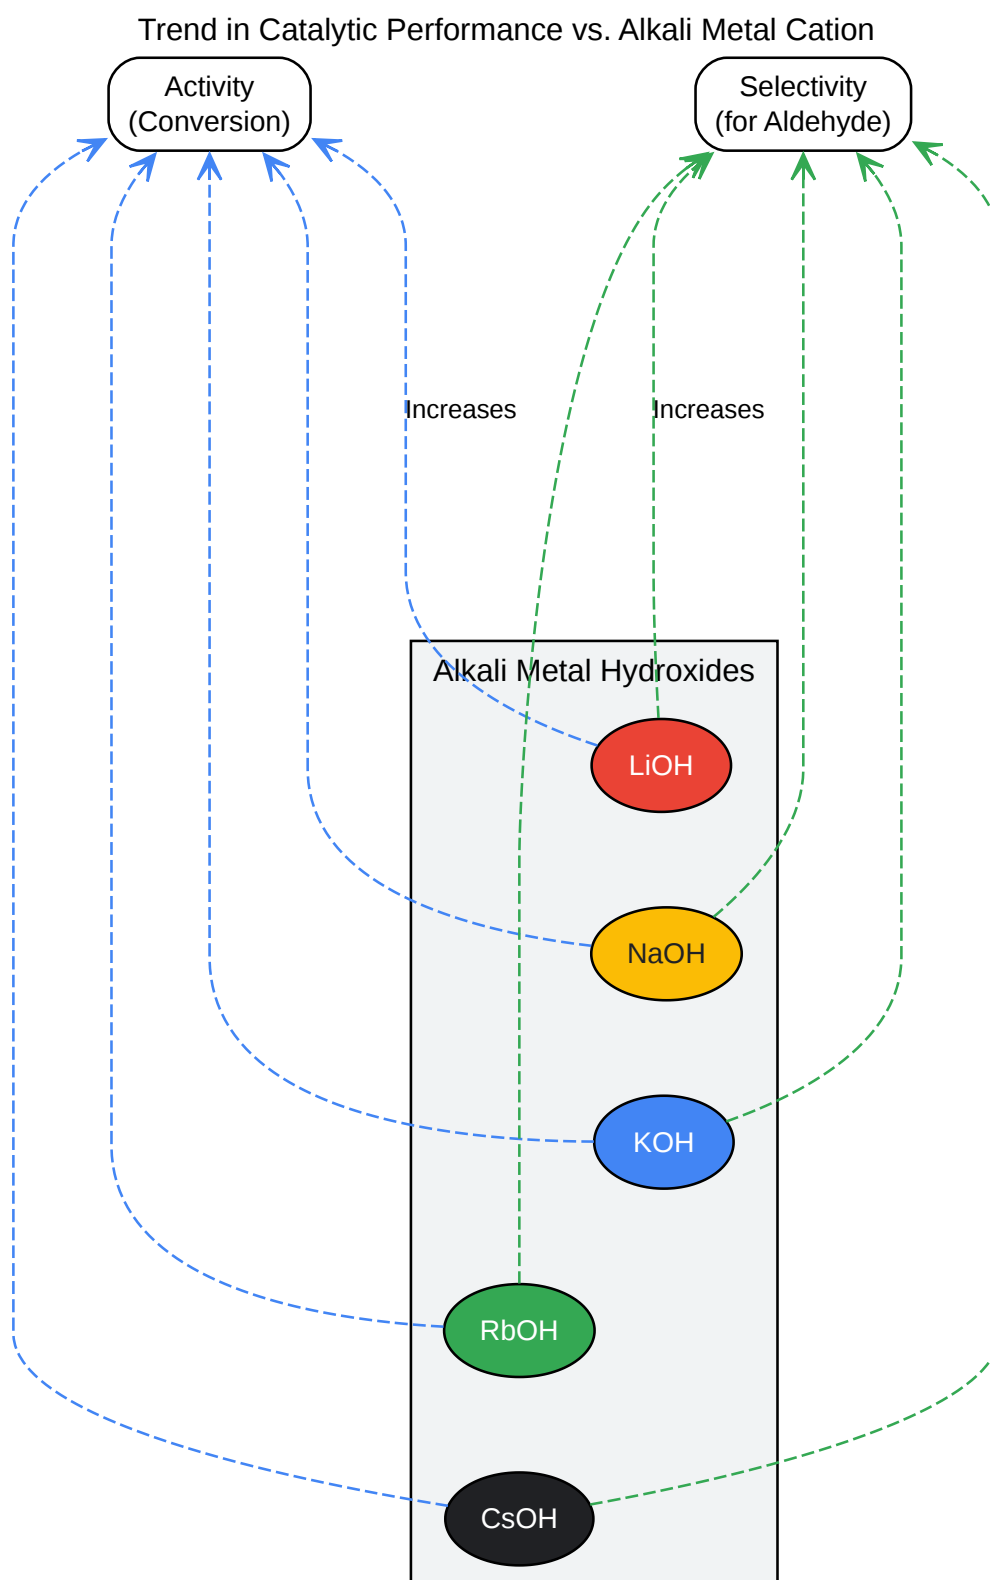 Trend in Catalytic Performance vs. Alkali Metal Cation
Activity
(Conversion)
Selectivity
(for Aldehyde)
Increases
Increases
Alkali Metal Hydroxides
LiOH
NaOH
KOH
RbOH
CsOH